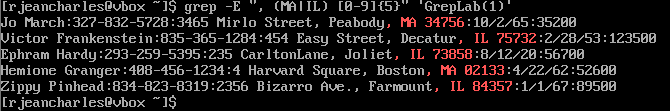 [rjeancharles@vbox ~]$ grep -E ", (MA|IL) [0-9]{5}" 'GrepLab(1)'
Jo March:327-832-5728:3465 Mirlo Street, Peabody, MA 34756:10/2/65:35200
Victor Frankenstein:835-365-1284:454 Easy Street, Decatur, IL 75732:2/28/53:123500
Ephram Hardy:293-259-5395:235 CarltonLane, Joliet, IL 73858:8/12/20:56700
Hemione Granger:408-456-1234:4 Harvard Square, Boston, MA 02133:4/22/62:52600
Zippy Pinhead:834-823-8319:2356 Bizarro Ave., Farmount, IL 84357:1/1/67:89500
[rjeancharles@vbox ~]$